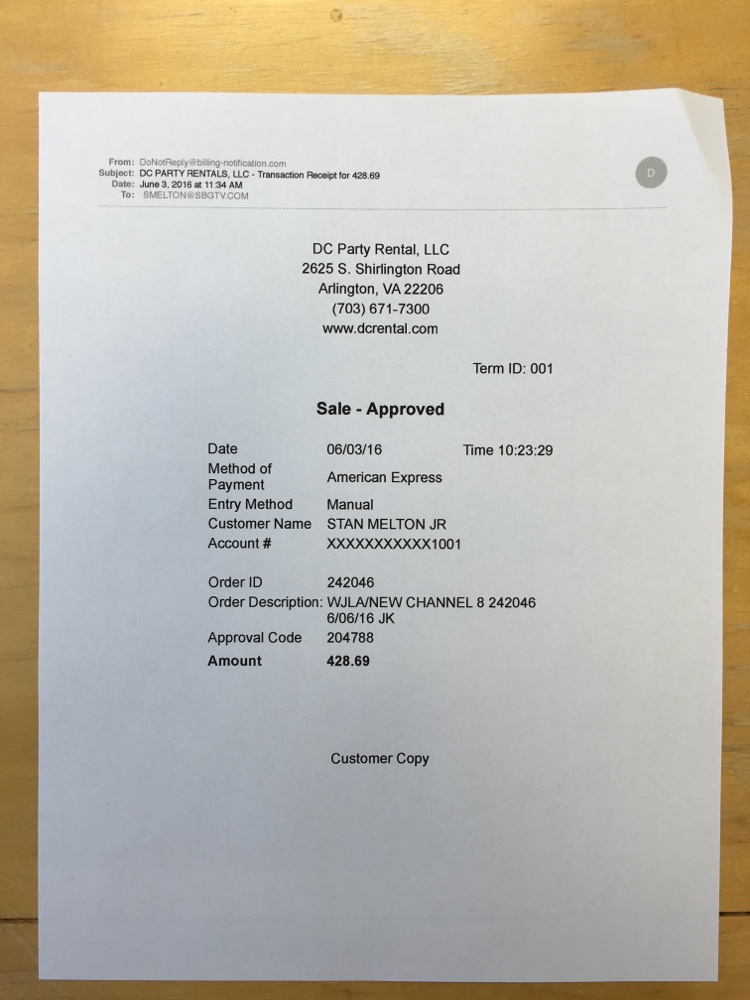 From: DoNotReply@billing-notification.com
Subject: DC PARTY RENTALS, LLC - Transaction Receipt for 428.69
Date: June 3, 2016 at 11:34 AM
To: SMELTON@SBGTV.COM
D
DC Party Rental, LLC
2625 S. Shirlington Road
Arlington, VA 22206
(703) 671-7300
www.dcrental.com
Term ID: 001
Sale - Approved
Date 06/03/16 Time 10:23:29
Method of Payment American Express
Entry Method Manual
Customer Name STAN MELTON JR
Account # XXXXXXXXXXX1001
Order ID 242046
Order Description: WJLA/NEW CHANNEL 8 242046
6/06/16 JK
Approval Code 204788
Amount 428.69
Customer Copy